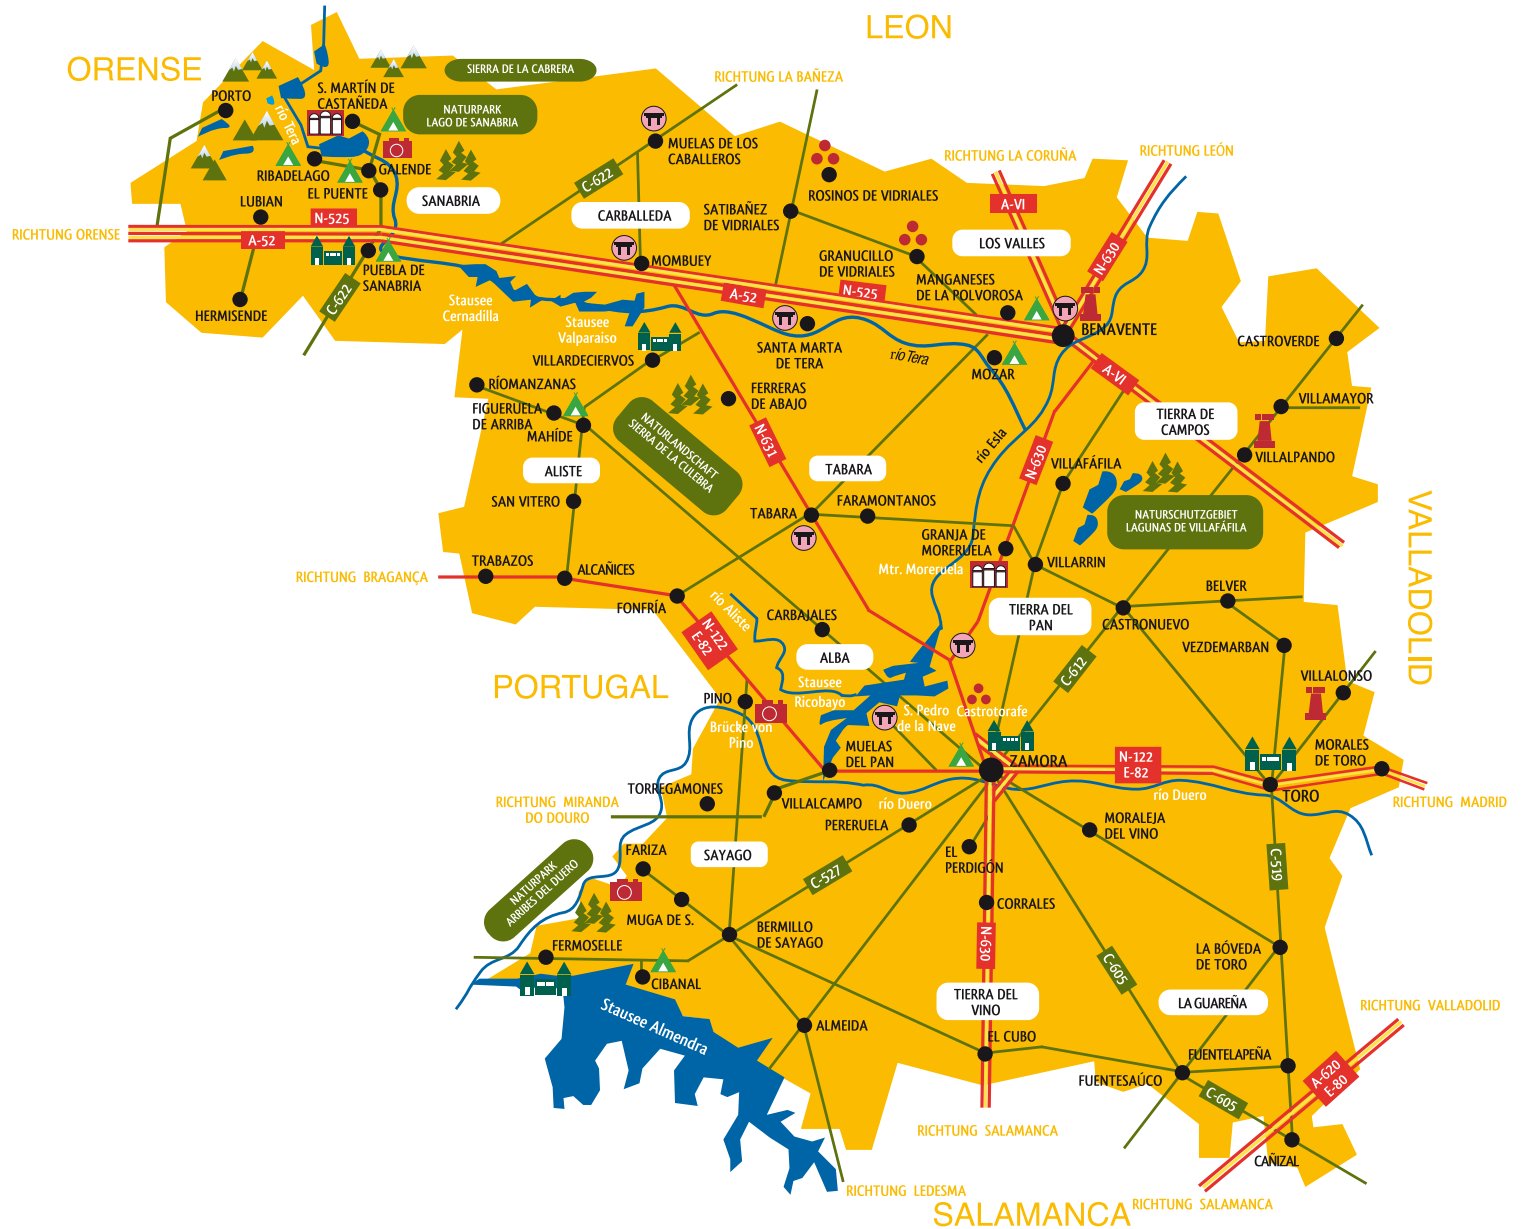 LEON
ORENSE
SIERRA DE LA CABRERA
RICHTUNG LA BAÑEZA
S. MARTÍN DE
CASTAÑEDA
PORTO
NATURPARK
LAGO DE SANABRIA
río Tera
MUELAS DE LOS
CABALLEROS
RICHTUNG LA CORUÑA
RICHTUNG LEÓN
RIBADELAGO
GALENDE
EL PUENTE
C-622
ROSINOS DE VIDRIALES
LUBIAN
SANABRIA
CARBALLEDA
SATIBAÑEZ
DE VIDRIALES
A-VI
N-525
RICHTUNG ORENSE
A-52
LOS VALLES
N-630
MOMBUEY
GRANUCILLO
DE VIDRIALES
PUEBLA DE
SANABRIA
C-622
MANGANESES
DE LA POLVOROSA
N-525
A-52
HERMISENDE
Stausee
Cernadilla
Stausee
Valparaiso
BENAVENTE
CASTROVERDE
SANTA MARTA
DE TERA
río Tera
VILLARDECIERVOS
MOZAR
A-VI
RÍOMANZANAS
FERRERAS
DE ABAJO
VILLAMAYOR
FIGUERUELA
DE ARRIBA
MAHÍDE
NATURLANDSCHAFT
SIERRA DE LA CULEBRA
TIERRA DE
CAMPOS
N-631
río Esla
N-630
VILLALPANDO
ALISTE
TABARA
VILLAFÁFILA
SAN VITERO
FARAMONTANOS
TABARA
NATURSCHUTZGEBIET
LAGUNAS DE VILLAFÁFILA
VALLADOLID
GRANJA DE
MORERUELA
TRABAZOS
ALCAÑICES
Mtr. Moreruela
VILLARRIN
RICHTUNG BRAGANÇA
BELVER
FONFRÍA
río Aliste
CARBAJALES
TIERRA DEL
PAN
CASTRONUEVO
N-122
E-82
VEZDEMARBAN
ALBA
C-612
PORTUGAL
Stausee
Ricobayo
VILLALONSO
PINO
S. Pedro
de la Nave
Castrotorafe
Brücke von
Pino
MUELAS
DEL PAN
ZAMORA
N-122
E-82
MORALES
DE TORO
TORREGAMONES
VILLALCAMPO
río Duero
río Duero
TORO
RICHTUNG MADRID
RICHTUNG MIRANDA
DO DOURO
PERERUELA
MORALEJA
DEL VINO
FARIZA
SAYAGO
EL
PERDIGÓN
C-519
NATURPARK
ARRIBES DEL DUERO
C-527
CORRALES
MUGA DE S.
BERMILLO
DE SAYAGO
N-630
FERMOSELLE
LA BÓVEDA
DE TORO
C-605
CIBANAL
TIERRA DEL
VINO
LA GUAREÑA
RICHTUNG VALLADOLID
Stausee Almendra
ALMEIDA
EL CUBO
FUENTELAPEÑA
FUENTESAÚCO
A-620
E-80
C-605
RICHTUNG SALAMANCA
CAÑIZAL
RICHTUNG LEDESMA
RICHTUNG SALAMANCA
SALAMANCA